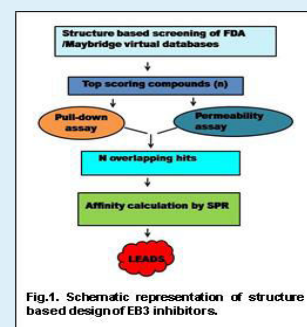 Structure based screening of FDA
/Maybridge virtual databases
Top scoring compounds (n)
Pull-down
assay
Permeability
assay
N overlapping hits
Affinity calculation by SPR
LEADS
Fig.1. Schematic representation of structure
based design of EB3 inhibitors.